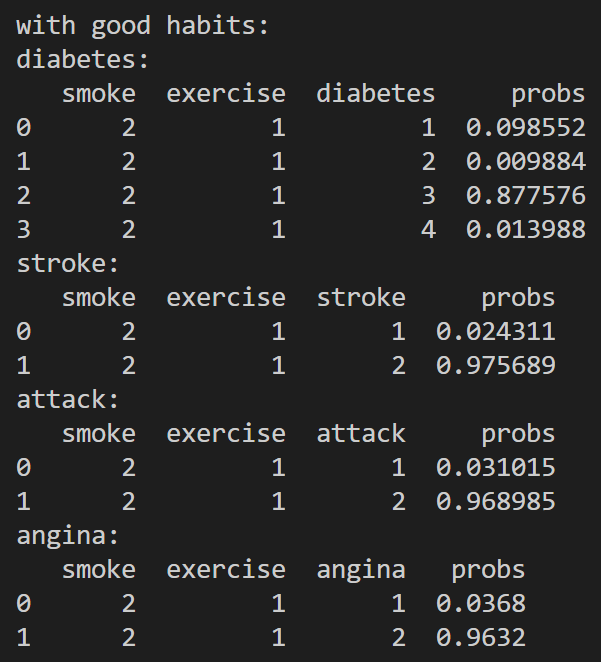 with good habits:
diabetes:
smoke exercise diabetes probs
0 2 1 1 0.098552
1 2 1 2 0.009884
2 2 1 3 0.877576
3 2 1 4 0.013988
stroke:
smoke exercise stroke probs
0 2 1 1 0.024311
1 2 1 2 0.975689
attack:
smoke exercise attack probs
0 2 1 1 0.031015
1 2 1 2 0.968985
angina:
smoke exercise angina probs
0 2 1 1 0.0368
1 2 1 2 0.9632